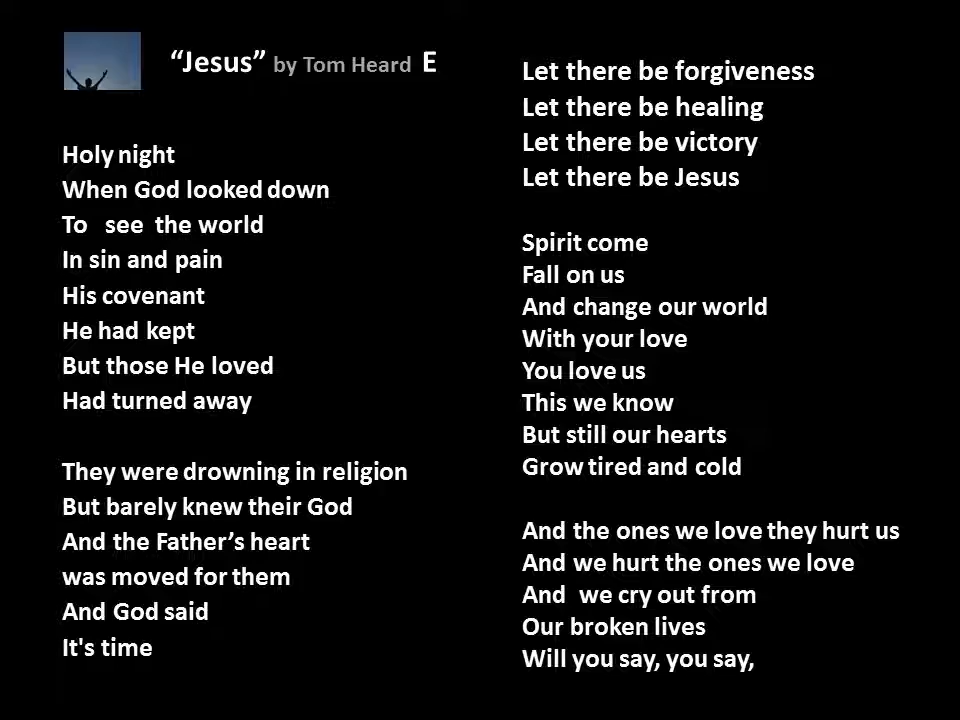 “Jesus” by Tom Heard E
Holy night
When God looked down
To see the world
In sin and pain
His covenant
He had kept
But those He loved
Had turned away
They were drowning in religion
But barely knew their God
And the Father’s heart
was moved for them
And God said
It's time
Let there be forgiveness
Let there be healing
Let there be victory
Let there be Jesus
Spirit come
Fall on us
And change our world
With your love
You love us
This we know
But still our hearts
Grow tired and cold
And the ones we love they hurt us
And we hurt the ones we love
And we cry out from
Our broken lives
Will you say, you say,